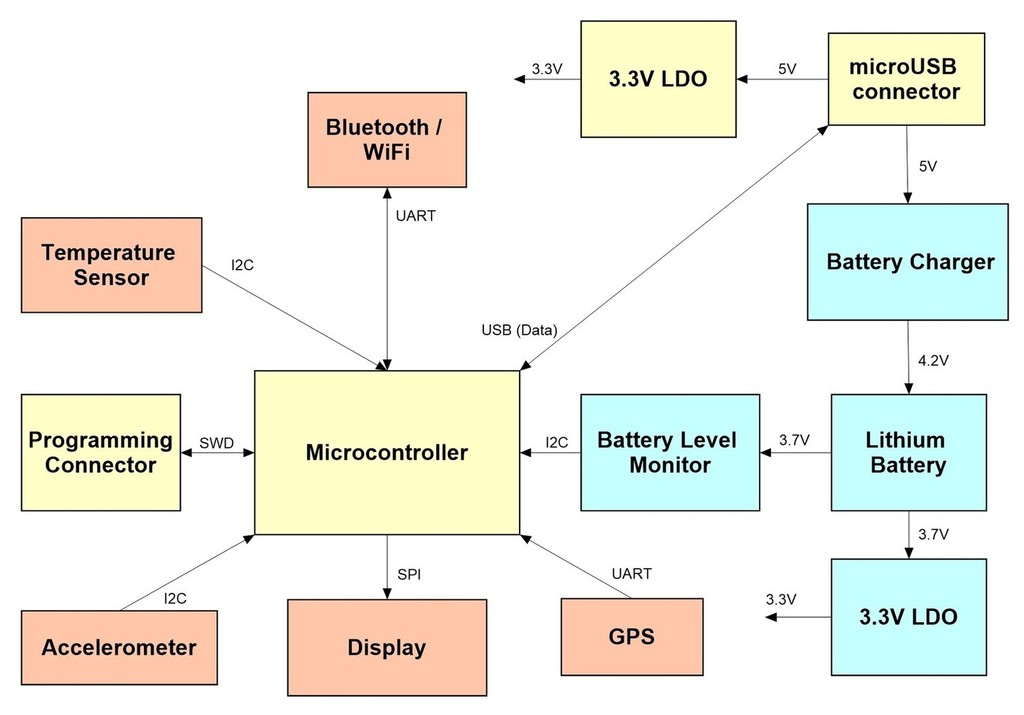 3.3V
3.3V LDO
5V
microUSB
connector
Bluetooth /
WiFi
UART
5V
Temperature
Sensor
I2C
Battery Charger
USB (Data)
4.2V
Programming
Connector
SWD
Microcontroller
I2C
Battery Level
Monitor
3.7V
Lithium
Battery
3.7V
I2C
SPI
UART
3.3V
3.3V LDO
Accelerometer
Display
GPS